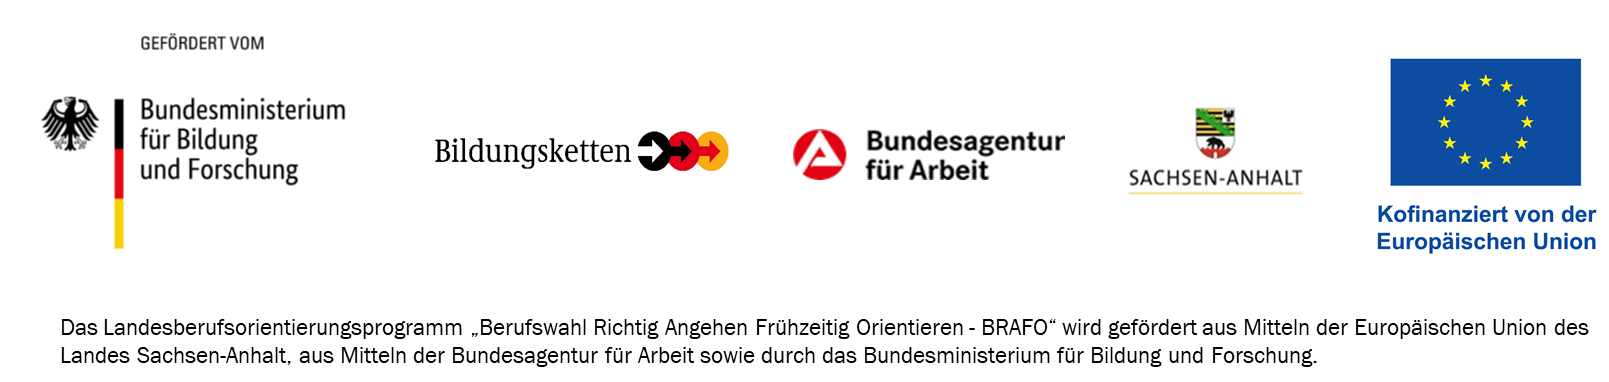 GEFÖRDERT VOM
Bundesministerium
für Bildung
und Forschung
Bildungsketten
Bundesagentur
für Arbeit
SACHSEN-ANHALT
Kofinanziert von der
Europäischen Union
Das Landesberufsorientierungsprogramm „Berufswahl Richtig Angehen Frühzeitig Orientieren - BRAFO“ wird gefördert aus Mitteln der Europäischen Union des
Landes Sachsen-Anhalt, aus Mitteln der Bundesagentur für Arbeit sowie durch das Bundesministerium für Bildung und Forschung.